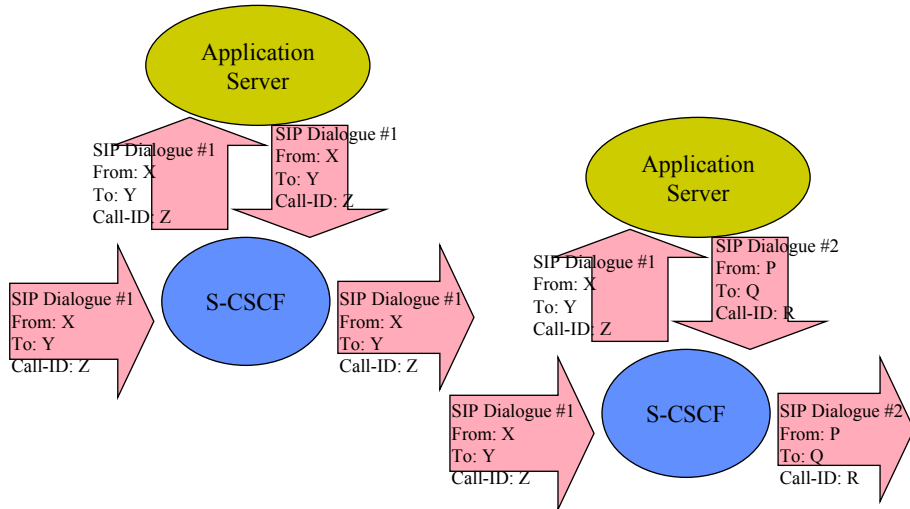 Application
Server
SIP Dialogue #1
From: X
To: Y
Call-ID: Z
SIP Dialogue #1
From: X
To: Y
Call-ID: Z
SIP Dialogue #1
From: X
To: Y
Call-ID: Z
S-CSCF
SIP Dialogue #1
From: X
To: Y
Call-ID: Z
Application
Server
SIP Dialogue #1
From: X
To: Y
Call-ID: Z
SIP Dialogue #2
From: P
To: Q
Call-ID: R
SIP Dialogue #1
From: X
To: Y
Call-ID: Z
S-CSCF
SIP Dialogue #2
From: P
To: Q
Call-ID: R